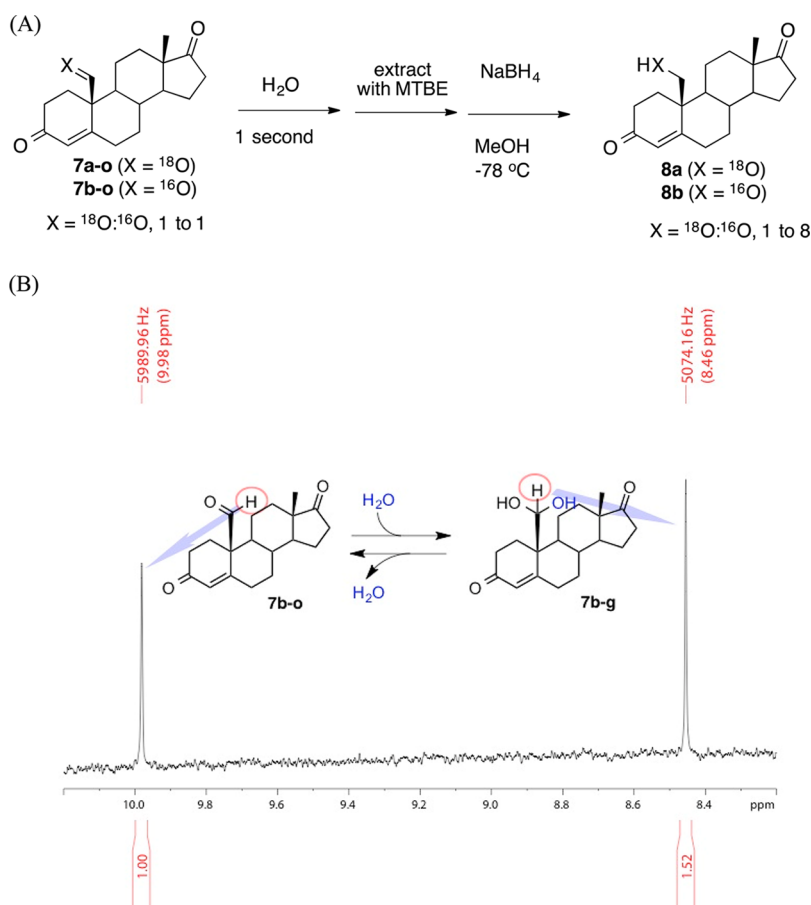 (A)
O
X
H₂O
extract
with MTBE
NaBH₄
HX
O
1 second
MeOH
-78 ºC
O
O
7a-o (X = ¹⁸O)
7b-o (X = ¹⁶O)
8a (X = ¹⁸O)
8b (X = ¹⁶O)
X = ¹⁸O:¹⁶O, 1 to 1
X = ¹⁸O:¹⁶O, 1 to 8
(B)
5989.96 Hz
(9.98 ppm)
5074.16 Hz
(8.46 ppm)
O
H
O
H₂O
HO
H
OH
O
O
O
7b-o
H₂O
7b-g
10.0 9.8 9.6 9.4 9.2 9.0 8.8 8.6 8.4 ppm
1.00
1.52